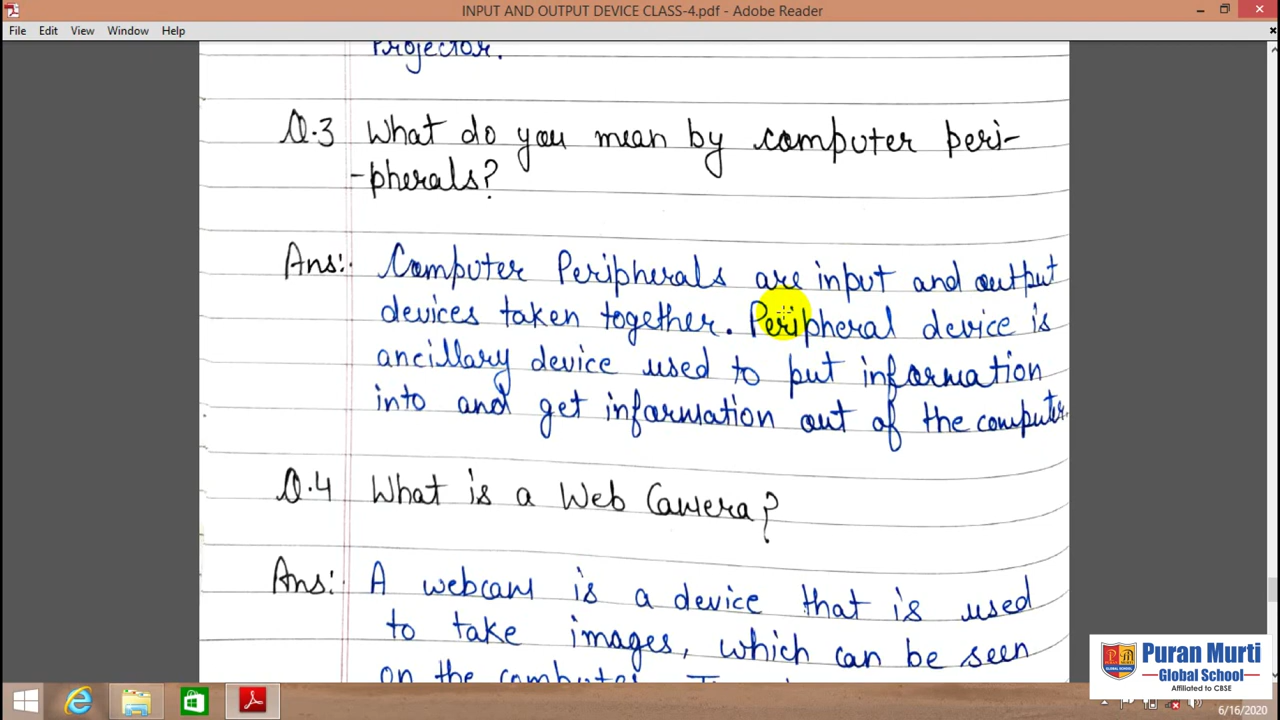 INPUT AND OUTPUT DEVICE CLASS-4.pdf - Adobe Reader
File Edit View Window Help
Projector.
Q.3 What do you mean by computer peri-
-pherals?
Ans:. Computer Peripherals are input and output
devices taken together. Peripheral device is
ancillary device used to put information
into and get information out of the computer.
Q.4 What is a Web Camera?
Ans:. A webcam is a device that is used
to take images, which can be seen
on the computer.
Puran Murti
Global School
Affiliated to CBSE
6/16/2020